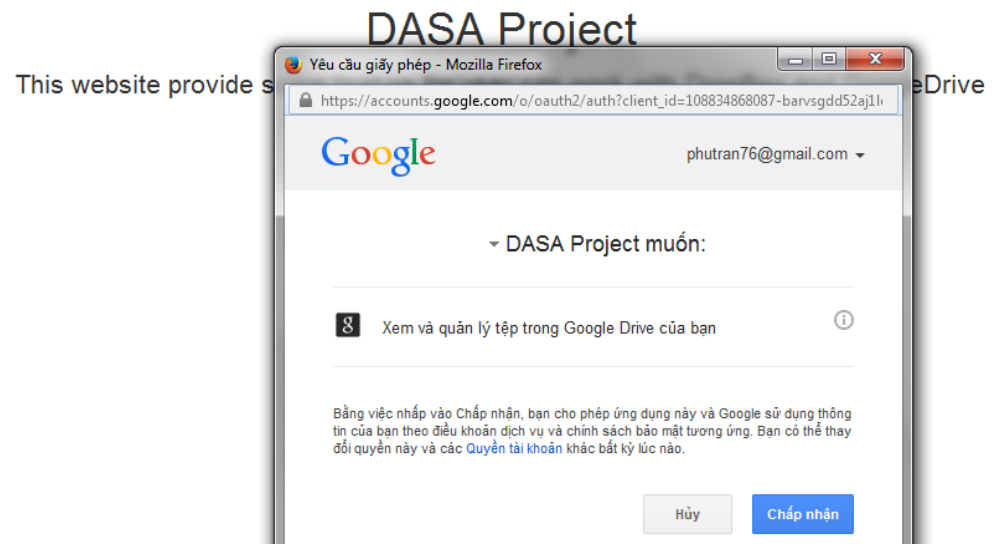 DASA Project
This website provide s
eDrive
Yêu cầu giấy phép - Mozilla Firefox
https://accounts.google.com/o/oauth2/auth?client_id=108834868087-barvsgdd52aj1l
Google
phutran76@gmail.com
DASA Project muốn:
g
Xem và quản lý tệp trong Google Drive của bạn
Bằng việc nhấp vào Chấp nhận, bạn cho phép ứng dụng này và Google sử dụng thông
tin của bạn theo điều khoản dịch vụ và chính sách bảo mật tương ứng. Bạn có thể thay
đổi quyền này và các Quyền tài khoản khác bất kỳ lúc nào.
Hủy
Chấp nhận